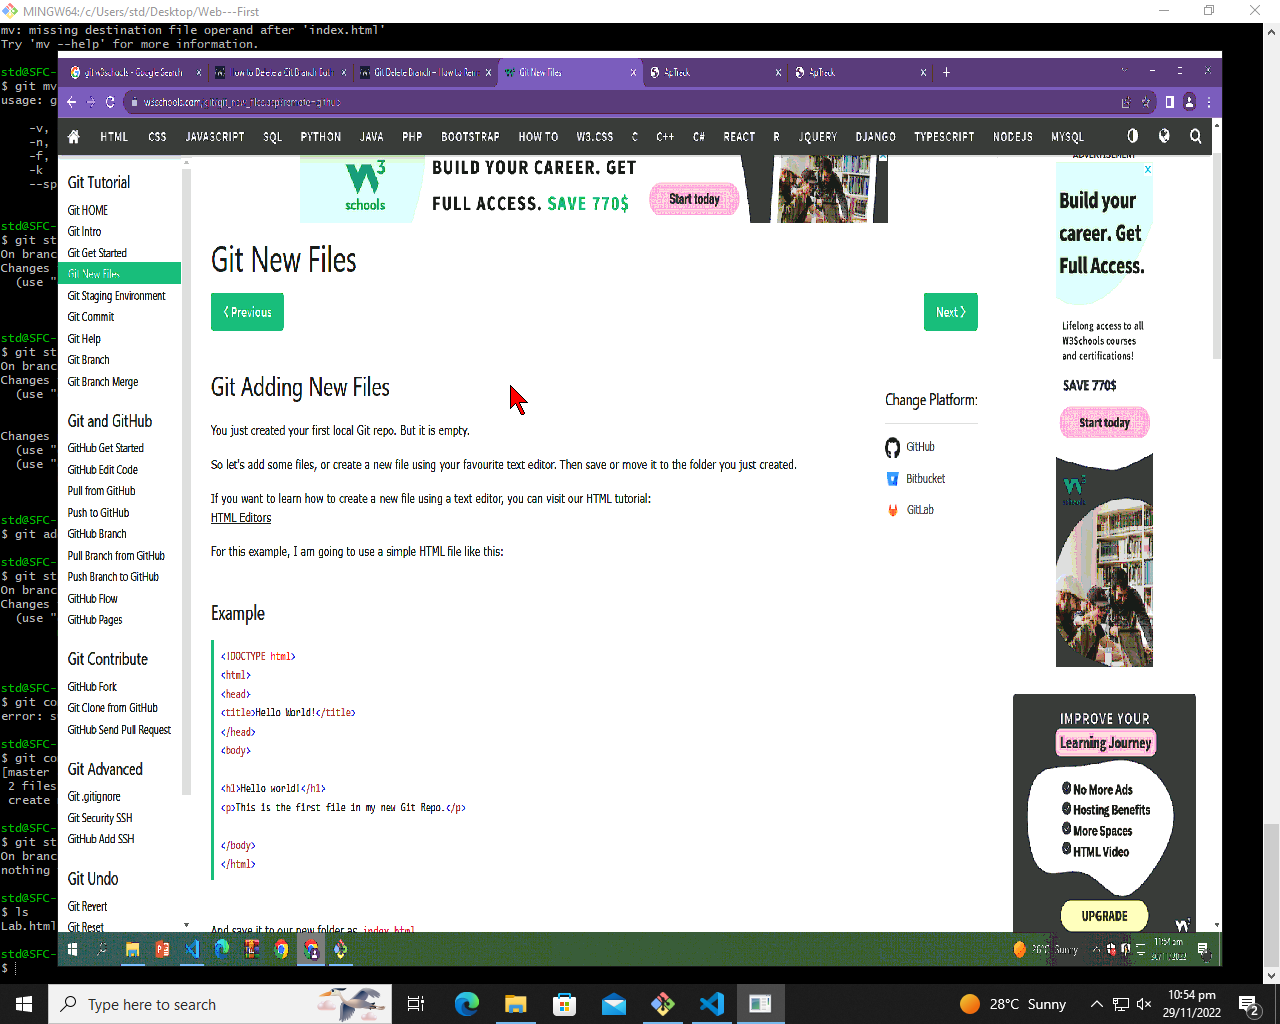 MINGW64:/c/Users/std/Desktop/Web---First
mv: missing destination file operand after 'index.html'
Try 'mv --help' for more information.
std@SFC-
$ git mv
usage: g
-v,
-n,
-f,
-k
--sp
std@SFC-
$ git st
On branc
Changes
(use "
std@SFC-
$ git st
On branc
Changes
(use "
Changes
(use "
(use "
std@SFC-
$ git ad
std@SFC-
$ git st
On branc
Changes
(use "
std@SFC-
$ git co
error: s
std@SFC-
$ git co
[master
2 files
create
std@SFC-
$ git st
On branc
nothing
std@SFC-
$ ls
Lab.html
std@SFC-
$
git w3schools - Google Search
How to Delete a Git Branch Both
Git Delete Branch – How to Rem
Git New Files
ApTrack
ApTrack
w3schools.com/git/git_new_files.asp?remote=github
HTML CSS JAVASCRIPT SQL PYTHON JAVA PHP BOOTSTRAP HOW TO W3.CSS C C++ C# REACT R JQUERY DJANGO TYPESCRIPT NODEJS MYSQL
Git Tutorial
Git HOME
Git Intro
Git Get Started
Git New Files
Git Staging Environment
Git Commit
Git Help
Git Branch
Git Branch Merge
Git and GitHub
GitHub Get Started
GitHub Edit Code
Pull from GitHub
Push to GitHub
GitHub Branch
Pull Branch from GitHub
Push Branch to GitHub
GitHub Flow
GitHub Pages
Git Contribute
GitHub Fork
Git Clone from GitHub
GitHub Send Pull Request
Git Advanced
Git .gitignore
Git Security SSH
GitHub Add SSH
Git Undo
Git Revert
Git Reset
W3 schools
BUILD YOUR CAREER. GET
FULL ACCESS. SAVE 770$
Start today
Git New Files
❮ Previous
Next ❯
Git Adding New Files
You just created your first local Git repo. But it is empty.
So let's add some files, or create a new file using your favourite text editor. Then save or move it to the folder you just created.
If you want to learn how to create a new file using a text editor, you can visit our HTML tutorial:
HTML Editors
For this example, I am going to use a simple HTML file like this:
Example
<!DOCTYPE html>
<html>
<head>
<title>Hello World!</title>
</head>
<body>
<h1>Hello world!</h1>
<p>This is the first file in my new Git Repo.</p>
</body>
</html>
And save it to our new folder as index.html
Change Platform:
GitHub
Bitbucket
GitLab
ADVERTISEMENT
Build your
career. Get
Full Access.
Lifelong access to all
W3Schools courses
and certifications!
SAVE 770$
Start today
W3 schools
IMPROVE YOUR
Learning Journey
No More Ads
Hosting Benefits
More Spaces
HTML Video
UPGRADE
W3
Sunny
11:54 am
30/11/2022
Type here to search
28°C Sunny
10:54 pm
29/11/2022
2